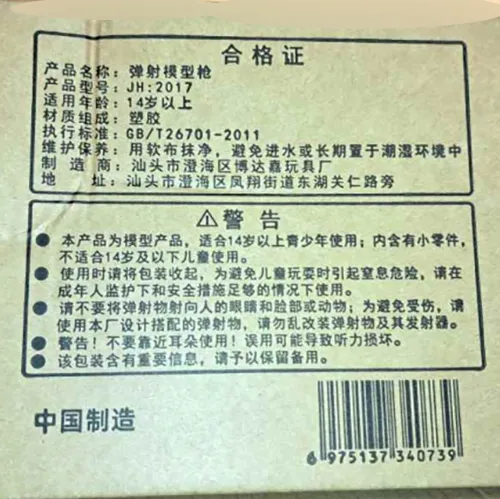 合格证
产品名称：弹射模型枪
产品型号：JH:2017
适用年龄：14岁以上
材质组成：塑胶
执行标准：GB/T26701-2011
维护保养：用软布抹净，避免进水或长期置于潮湿环境中
制造商：汕头市澄海区博达嘉玩具厂
地址：汕头市澄海区凤翔街道东湖关仁路旁
警告
● 本产品为模型产品，适合14岁以上青少年使用；内含有小零件，
不适合14岁及以下儿童使用。
● 使用时请将包装收起，为避免儿童玩耍时引起窒息危险，请在
成年人监护下和安全措施足够的情况下使用。
● 请不要将弹射物射向人的眼睛和脸部或动物；为避免受伤，请
使用本厂设计搭配的弹射物，请勿乱改装弹射物及其发射器。
● 警告！不要靠近耳朵使用！误用可能导致听力损坏。
● 该包装含有重要信息，请予以保留备用。
中国制造
6 975137 340739